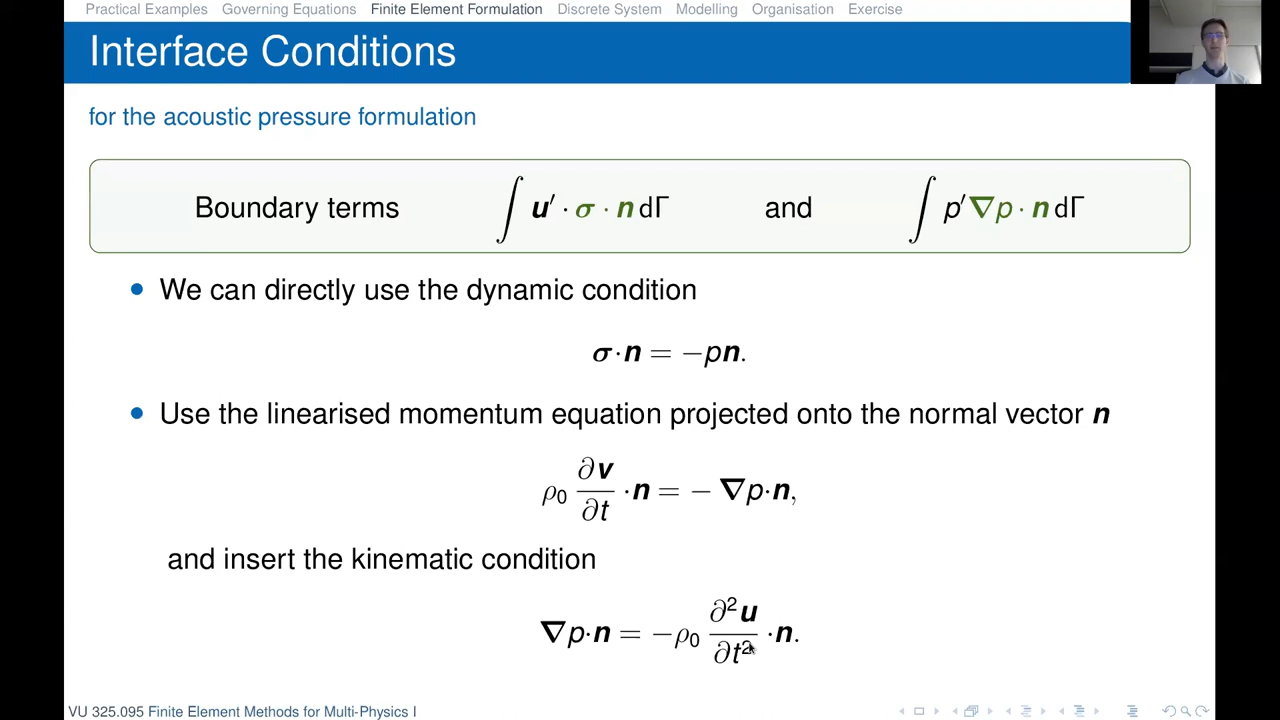 Practical Examples Governing Equations Finite Element Formulation Discrete System Modelling Organisation Exercise
Interface Conditions
for the acoustic pressure formulation
Boundary terms ∫ u′ · σ · n dΓ and ∫ p′∇p · n dΓ
• We can directly use the dynamic condition
σ·n = −pn.
• Use the linearised momentum equation projected onto the normal vector n
ρ₀ ∂v/∂t ·n = − ∇p·n,
and insert the kinematic condition
∇p·n = −ρ₀ ∂²u/∂t² ·n.
VU 325.095 Finite Element Methods for Multi-Physics I